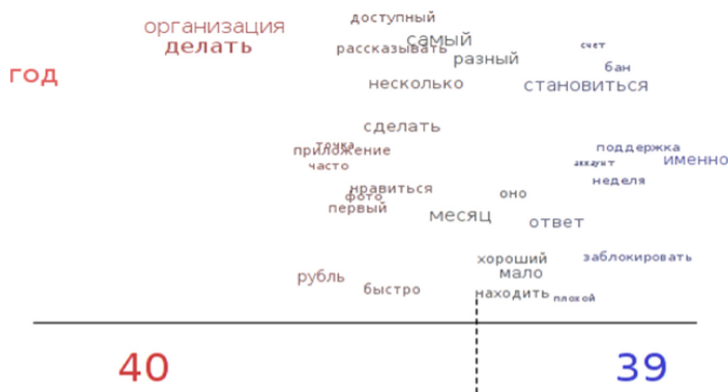 доступный
организация
самый
делать
рассказывать
счет
разный
бан
год
несколько
становиться
сделать
точка
поддержка
приложение
именно
часто
аккаунт
неделя
нравиться
оно
фото
первый
месяц
ответ
хороший
заблокировать
мало
рубль
быстро
находить
плохой
40
39